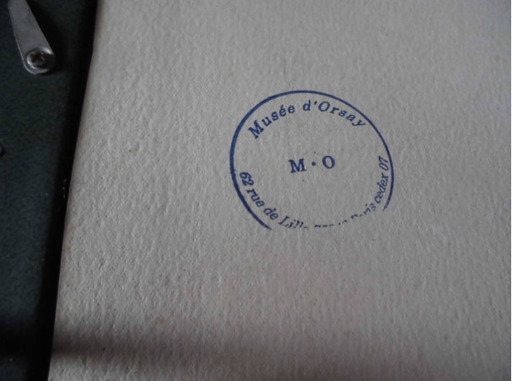 Musée d'Orsay
M·O
62 rue de Lille Paris cedex 07